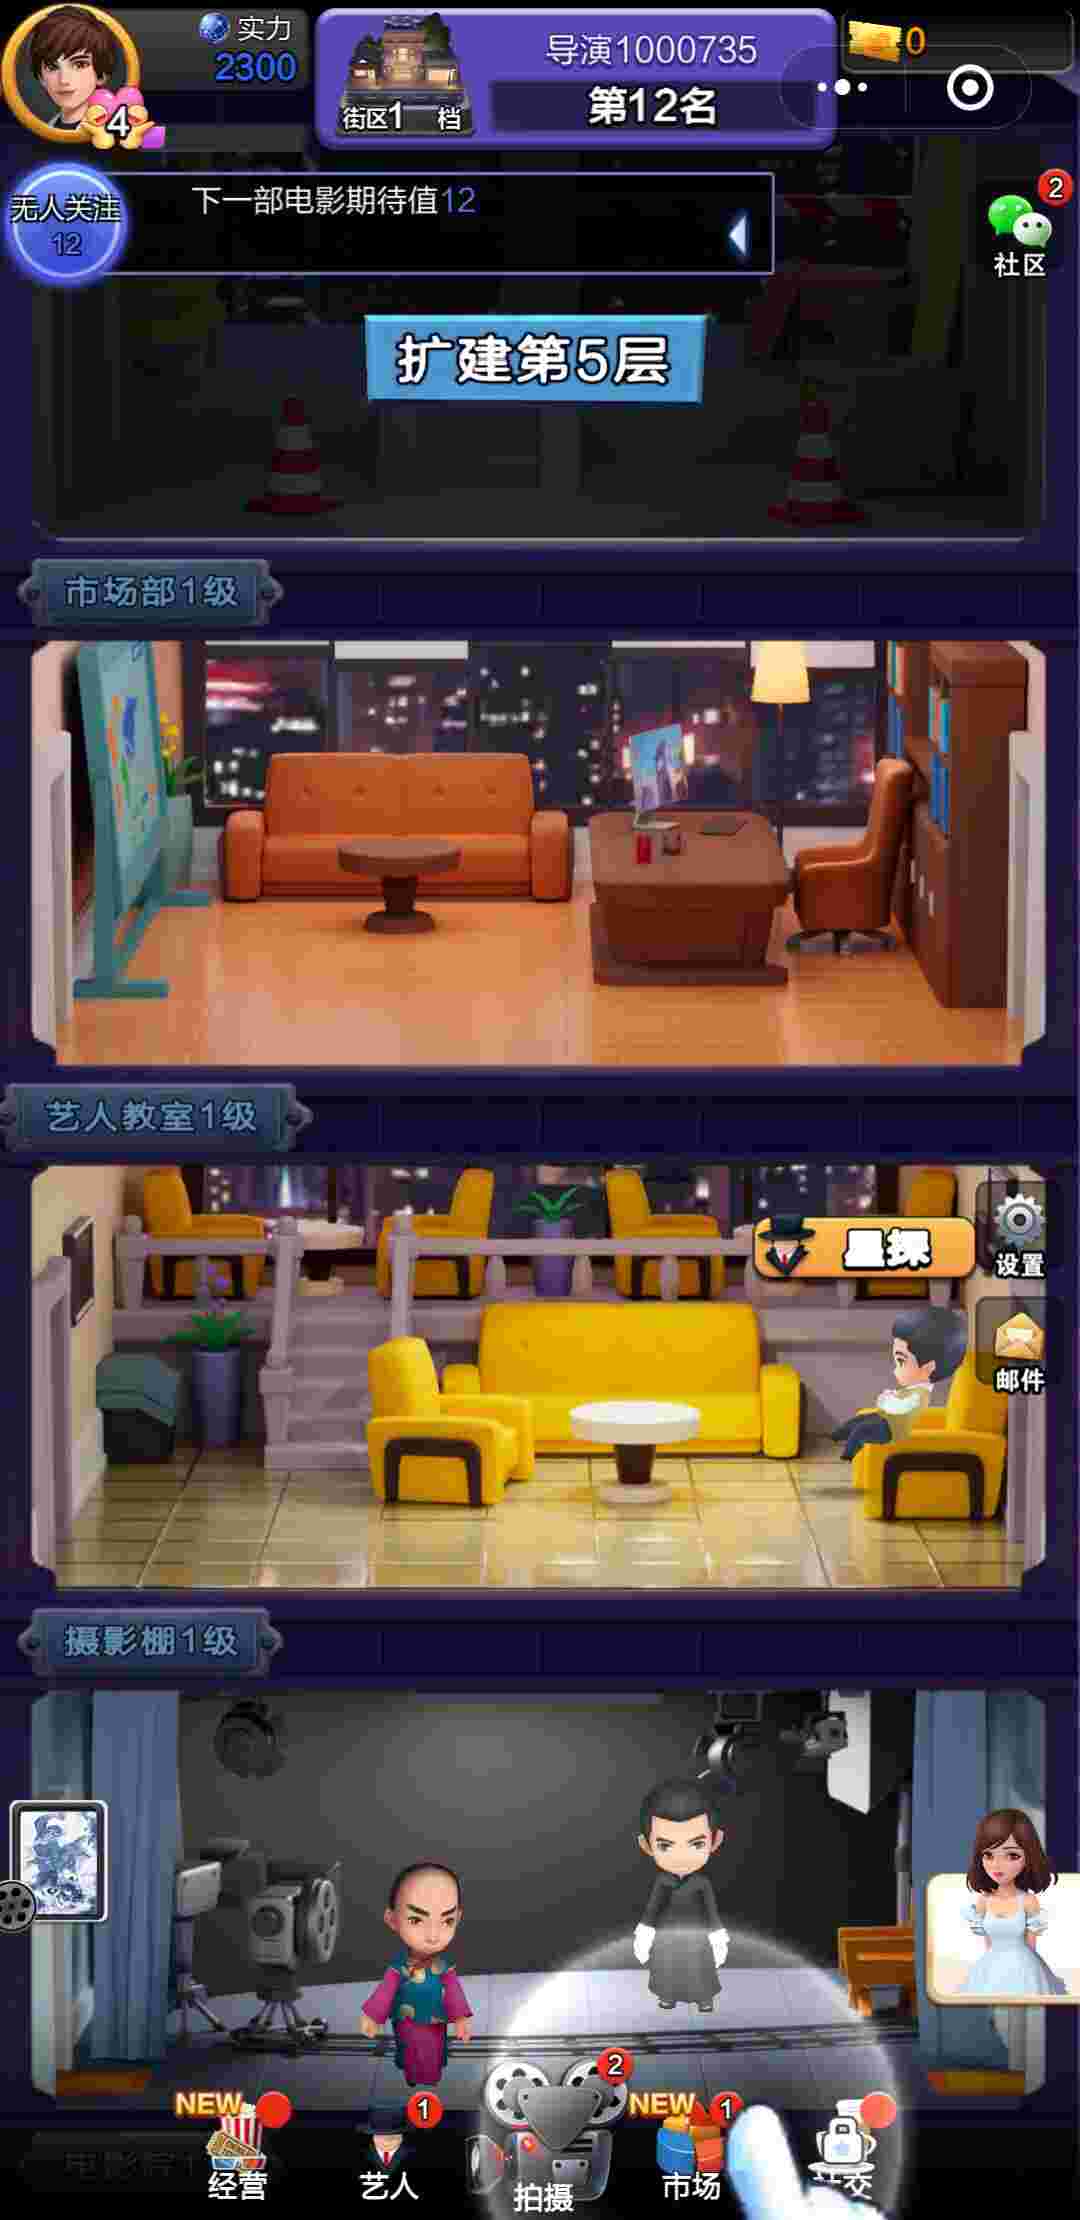 实力
2300
4
街区1 档
导演1000735
第12名
0
无人关注
12
下一部电影期待值12
2
社区
扩建第5层
市场部1级
艺人教室1级
星探
设置
邮件
摄影棚1级
NEW
经营
1
艺人
2
拍摄
NEW
1
市场
社交